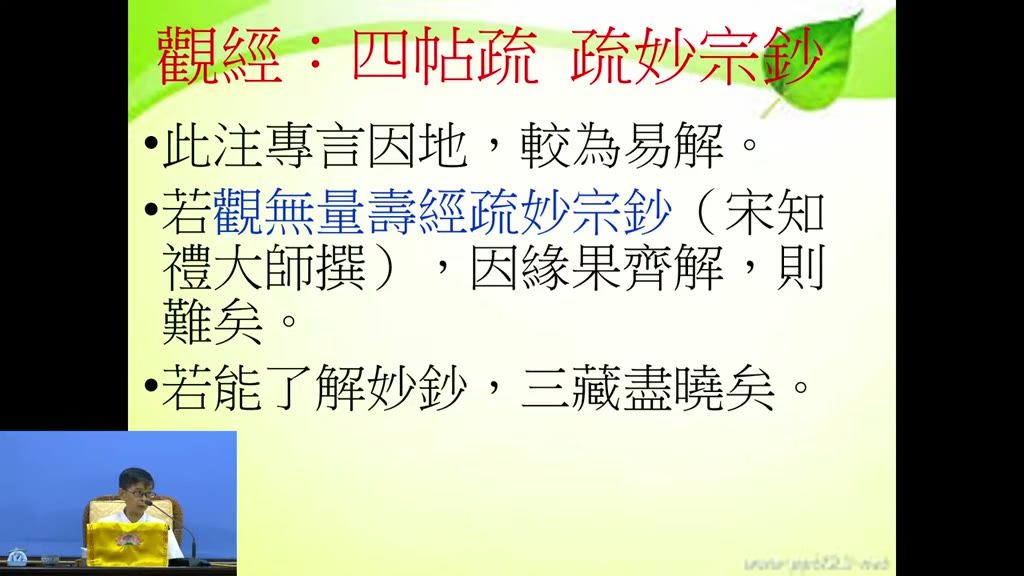 觀經：四帖疏 疏妙宗鈔
•此注專言因地，較為易解。
•若觀無量壽經疏妙宗鈔（宋知
禮大師撰），因緣果齊解，則
難矣。
•若能了解妙鈔，三藏盡曉矣。